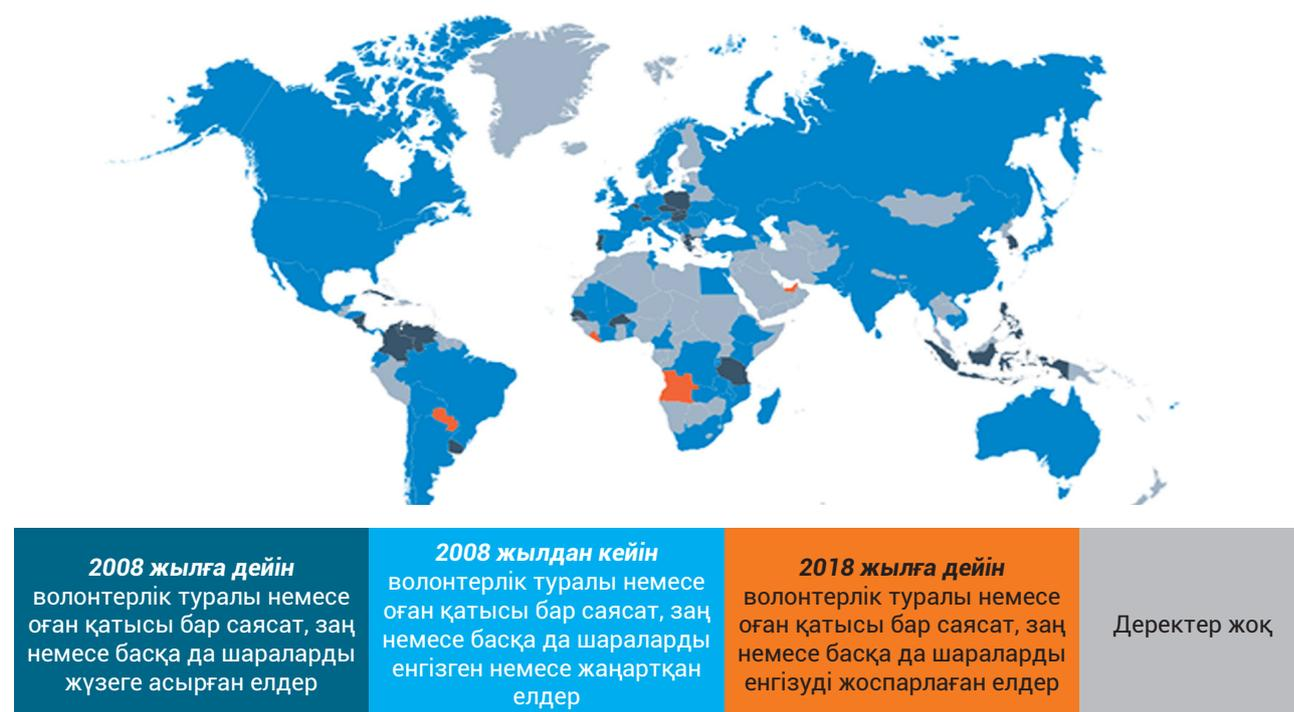 2008 жылға дейін
волонтерлік туралы немесе
оған қатысы бар саясат, заң
немесе басқа да шараларды
жүзеге асырған елдер
2008 жылдан кейін
волонтерлік туралы немесе
оған қатысы бар саясат, заң
немесе басқа да шараларды
енгізген немесе жаңартқан
елдер
2018 жылға дейін
волонтерлік туралы немесе
оған қатысы бар саясат, заң
немесе басқа да шараларды
енгізуді жоспарлаған елдер
Деректер жоқ